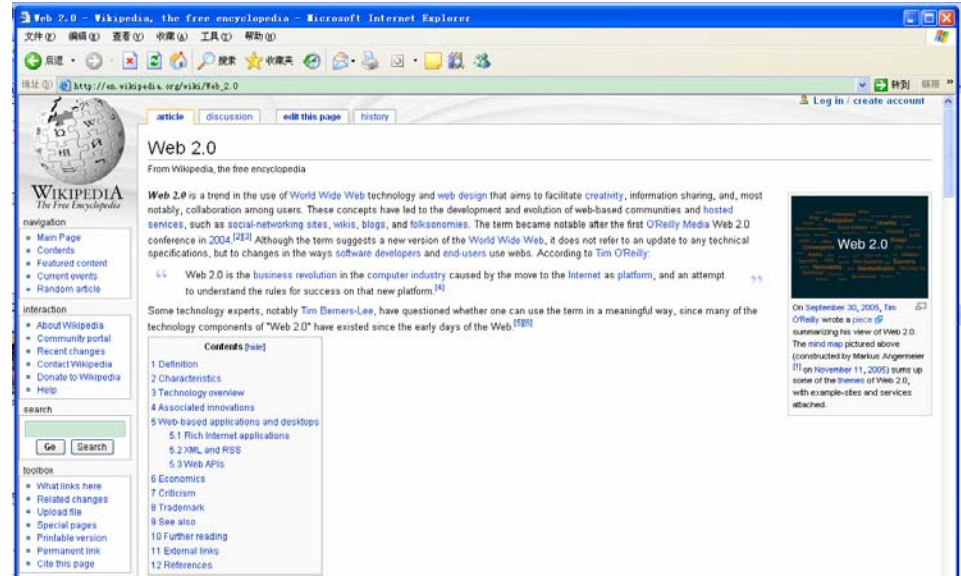 Web 2.0 - Wikipedia, the free encyclopedia - Microsoft Internet Explorer
文件(F) 编辑(E) 查看(V) 收藏(A) 工具(T) 帮助(H)
后退 搜索 收藏夹
地址(D) http://en.wikipedia.org/wiki/Web_2.0 转到 链接 »
Log in / create account
article discussion edit this page history
WIKIPEDIA
The Free Encyclopedia
navigation
Main Page
Contents
Featured content
Current events
Random article
interaction
About Wikipedia
Community portal
Recent changes
Contact Wikipedia
Donate to Wikipedia
Help
search
Go Search
toolbox
What links here
Related changes
Upload file
Special pages
Printable version
Permanent link
Cite this page
Web 2.0
From Wikipedia, the free encyclopedia
Web 2.0 is a trend in the use of World Wide Web technology and web design that aims to facilitate creativity, information sharing, and, most
notably, collaboration among users. These concepts have led to the development and evolution of web-based communities and hosted
services, such as social-networking sites, wikis, blogs, and folksonomies. The term became notable after the first O'Reilly Media Web 2.0
conference in 2004.[2][3] Although the term suggests a new version of the World Wide Web, it does not refer to an update to any technical
specifications, but to changes in the ways software developers and end-users use webs. According to Tim O'Reilly:
“ Web 2.0 is the business revolution in the computer industry caused by the move to the Internet as platform, and an attempt
to understand the rules for success on that new platform.[4] ”
Some technology experts, notably Tim Berners-Lee, have questioned whether one can use the term in a meaningful way, since many of the
technology components of "Web 2.0" have existed since the early days of the Web.[5][6]
Contents [hide]
1 Definition
2 Characteristics
3 Technology overview
4 Associated innovations
5 Web-based applications and desktops
5.1 Rich Internet applications
5.2 XML and RSS
5.3 Web APIs
6 Economics
7 Criticism
8 Trademark
9 See also
10 Further reading
11 External links
12 References
Web 2.0
On September 30, 2005, Tim
O'Reilly wrote a piece
summarizing his view of Web 2.0.
The mind map pictured above
(constructed by Markus Angermeier
[1] on November 11, 2005) sums up
some of the themes of Web 2.0,
with example-sites and services
attached.